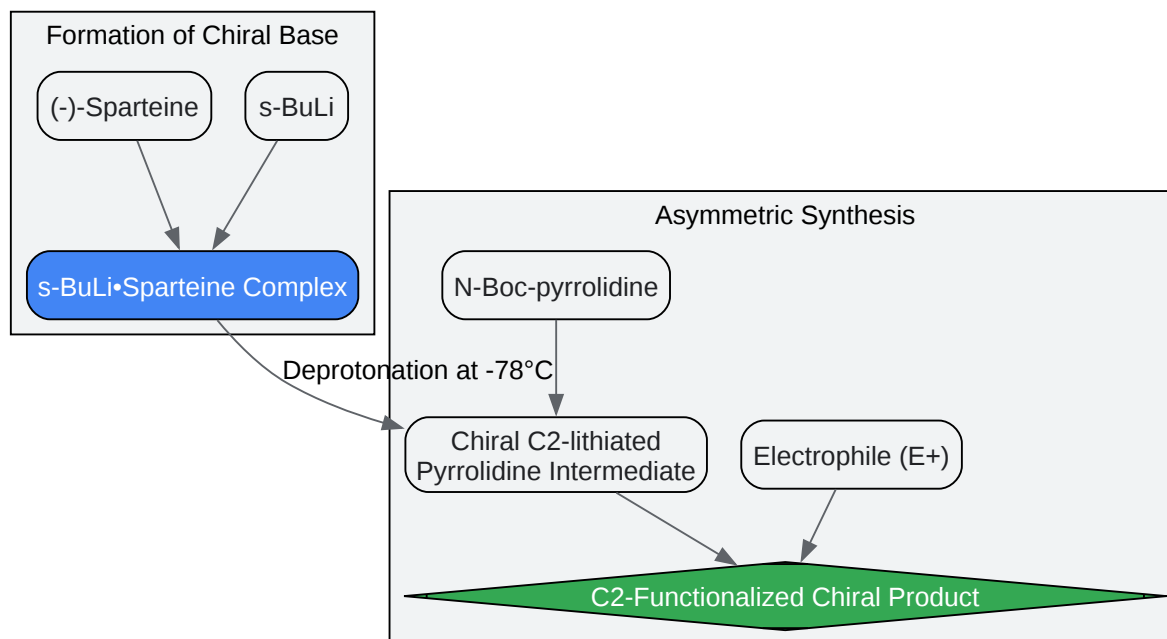 Formation of Chiral Base
(-)-Sparteine
s-BuLi
s-BuLi•Sparteine Complex
Asymmetric Synthesis
N-Boc-pyrrolidine
Deprotonation at -78°C
Chiral C2-lithiated
Pyrrolidine Intermediate
Electrophile (E+)
C2-Functionalized Chiral Product